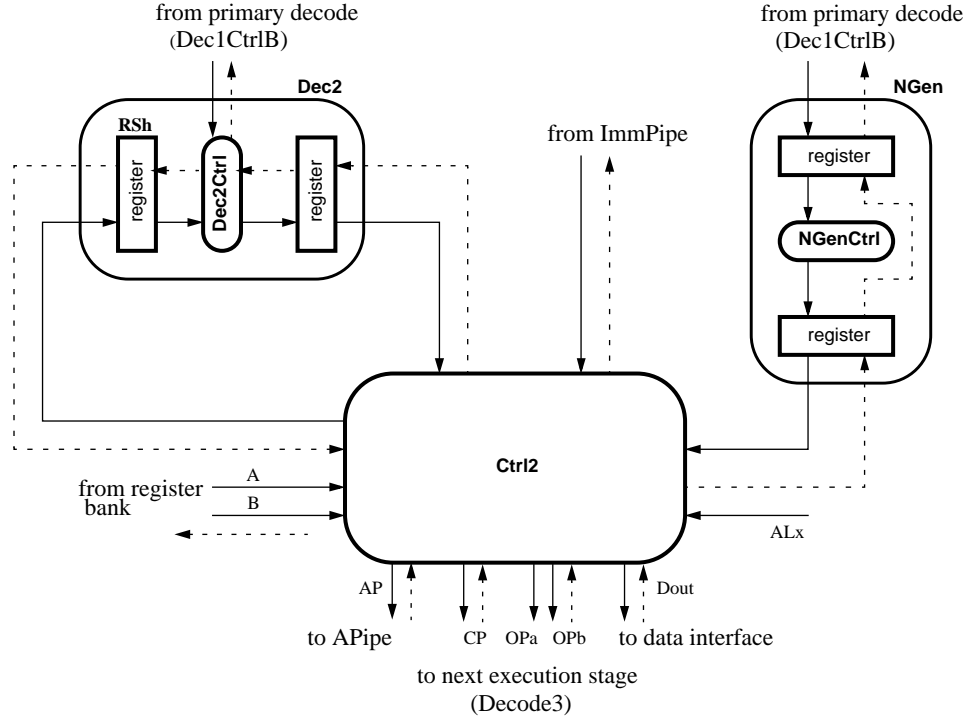 from primary decode
(Dec1CtrlB)
from primary decode
(Dec1CtrlB)
Dec2
NGen
RSh
register
Dec2Ctrl
register
from ImmPipe
register
NGenCtrl
register
Ctrl2
from register
bank
A
B
ALx
AP
Dout
to APipe
CP
OPa
OPb
to data interface
to next execution stage
(Decode3)